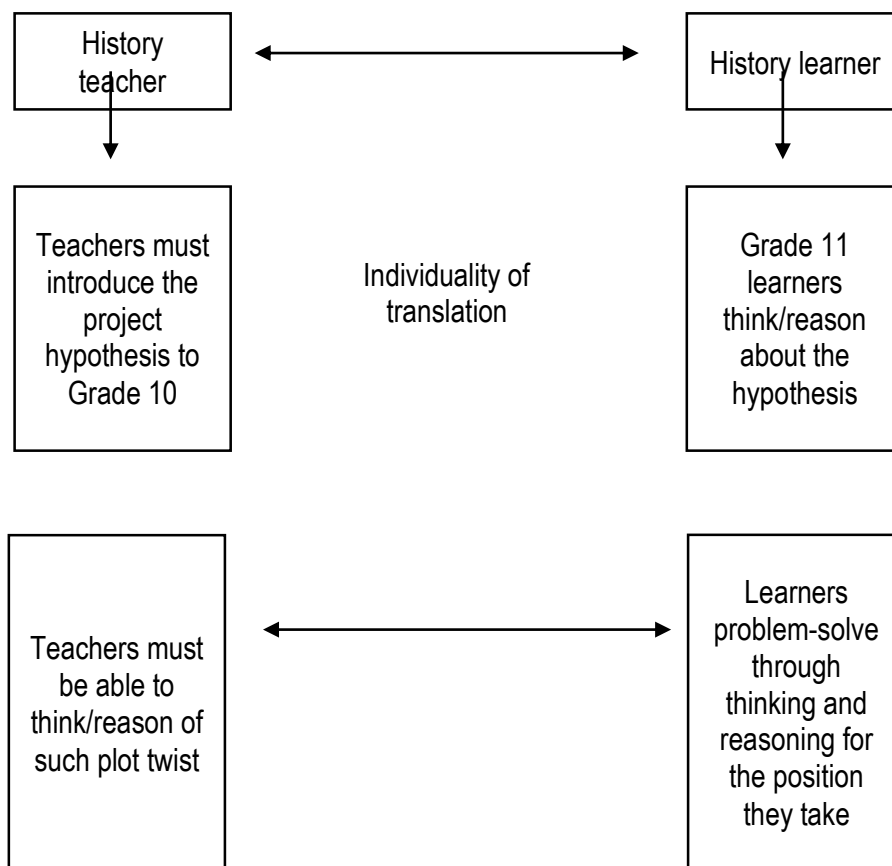 History
teacher
History learner
Teachers must
introduce the
project
hypothesis to
Grade 10
Individuality of
translation
Grade 11
learners
think/reason
about the
hypothesis
Teachers must
be able to
think/reason of
such plot twist
Learners
problem-solve
through
thinking and
reasoning for
the position
they take